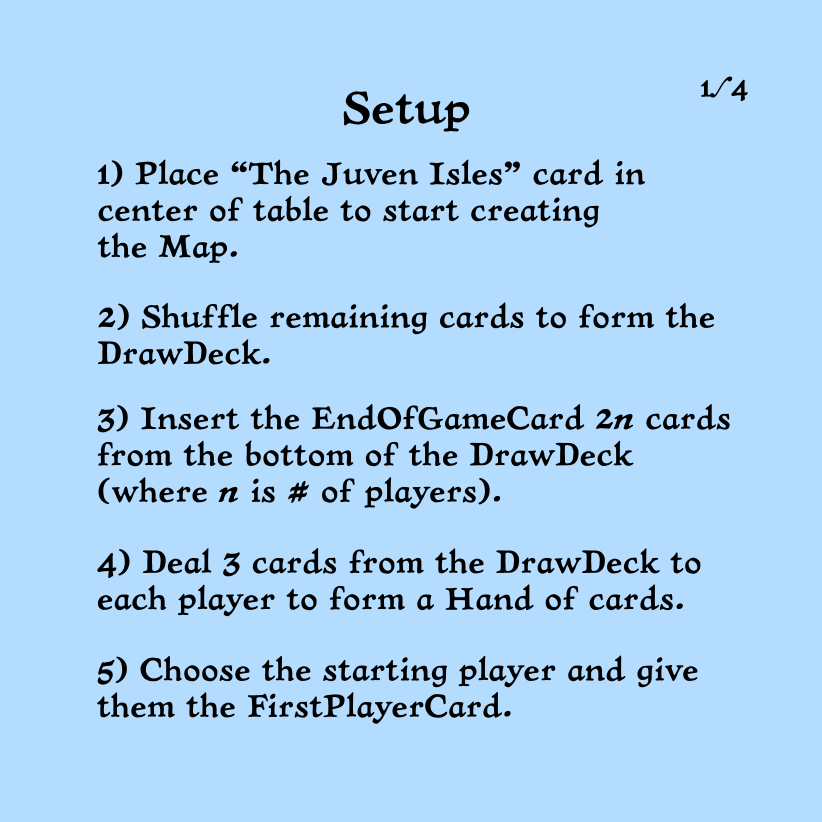 1/4
Setup
1) Place “The Juven Isles” card in
center of table to start creating
the Map.
2) Shuffle remaining cards to form the
DrawDeck.
3) Insert the EndOfGameCard 2n cards
from the bottom of the DrawDeck
(where n is # of players).
4) Deal 3 cards from the DrawDeck to
each player to form a Hand of cards.
5) Choose the starting player and give
them the FirstPlayerCard.